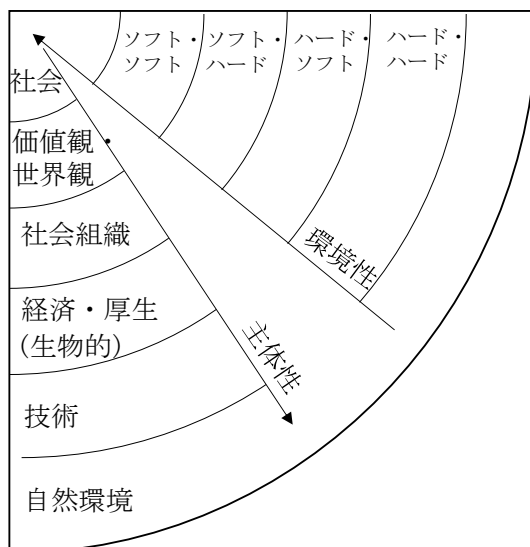 ソフト・
ソフト
ソフト・
ハード
ハード・
ソフト
ハード・
ハード
社会
価値観・
世界観
社会組織
経済・厚生
(生物的)
技術
自然環境
環境性
主体性